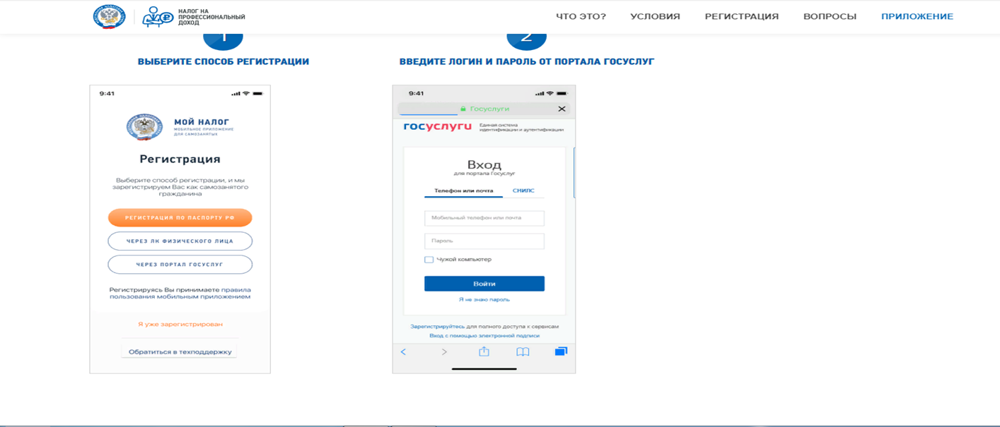 НАЛОГ НА
ПРОФЕССИОНАЛЬНЫЙ
ДОХОД
ЧТО ЭТО? УСЛОВИЯ РЕГИСТРАЦИЯ ВОПРОСЫ ПРИЛОЖЕНИЕ
1
ВЫБЕРИТЕ СПОСОБ РЕГИСТРАЦИИ
9:41
МОЙ НАЛОГ
МОБИЛЬНОЕ ПРИЛОЖЕНИЕ
ДЛЯ САМОЗАНЯТЫХ
Регистрация
Выберите способ регистрации, и мы
зарегистрируем Вас как самозанятого
гражданина
РЕГИСТРАЦИЯ ПО ПАСПОРТУ РФ
ЧЕРЕЗ ЛК ФИЗИЧЕСКОГО ЛИЦА
ЧЕРЕЗ ПОРТАЛ ГОСУСЛУГ
Регистрируясь Вы принимаете правила
пользования мобильным приложением
Я уже зарегистрирован
Обратиться в техподдержку
2
ВВЕДИТЕ ЛОГИН И ПАРОЛЬ ОТ ПОРТАЛА ГОСУСЛУГ
9:41
Госуслуги
госуслуги
Единая система
идентификации и аутентификации
Вход
для портала Госуслуг
Телефон или почта СНИЛС
Мобильный телефон или почта
Пароль
Чужой компьютер
Войти
Я не знаю пароль
Зарегистрируйтесь для полного доступа к сервисам
Вход с помощью электронной подписи